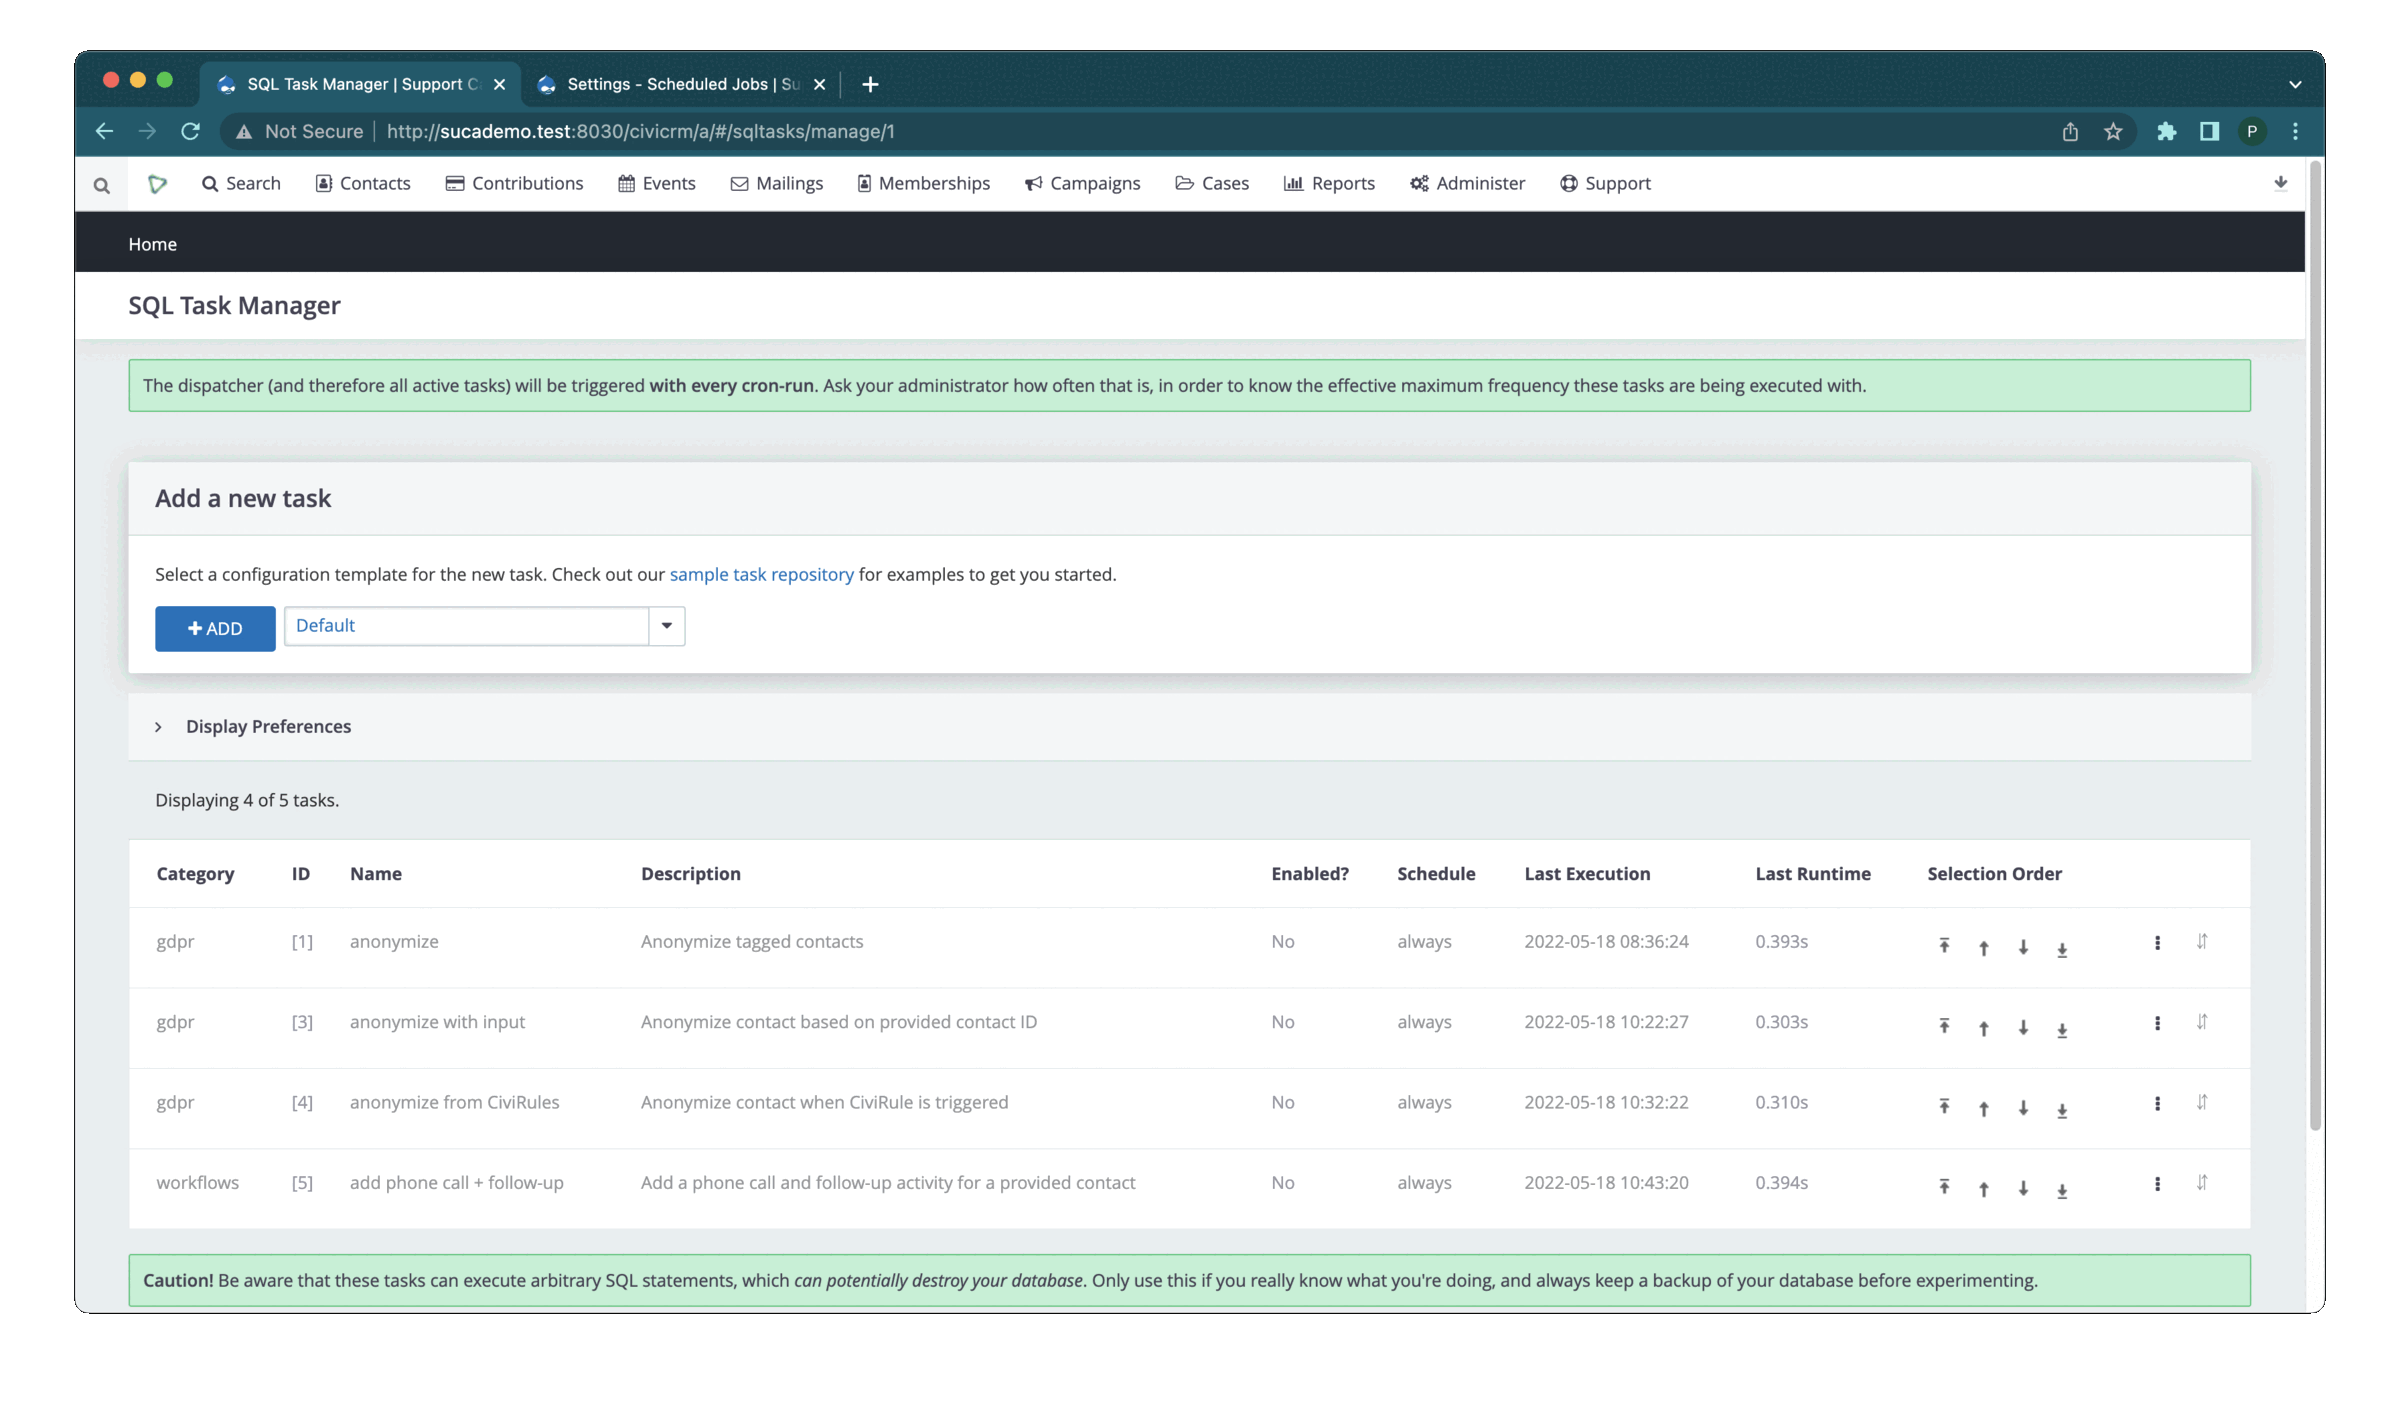 SQL Task Manager | Support C
Settings - Scheduled Jobs | Su
Not Secure | http://sucademo.test:8030/civicrm/a/#/sqltasks/manage/1
P
Search Contacts Contributions Events Mailings Memberships Campaigns Cases Reports Administer Support
Home
SQL Task Manager
The dispatcher (and therefore all active tasks) will be triggered with every cron-run. Ask your administrator how often that is, in order to know the effective maximum frequency these tasks are being executed with.
Add a new task
Select a configuration template for the new task. Check out our sample task repository for examples to get you started.
+ ADD Default
Display Preferences
Displaying 4 of 5 tasks.
Category ID Name Description Enabled? Schedule Last Execution Last Runtime Selection Order
gdpr [1] anonymize Anonymize tagged contacts No always 2022-05-18 08:36:24 0.393s
gdpr [3] anonymize with input Anonymize contact based on provided contact ID No always 2022-05-18 10:22:27 0.303s
gdpr [4] anonymize from CiviRules Anonymize contact when CiviRule is triggered No always 2022-05-18 10:32:22 0.310s
workflows [5] add phone call + follow-up Add a phone call and follow-up activity for a provided contact No always 2022-05-18 10:43:20 0.394s
Caution! Be aware that these tasks can execute arbitrary SQL statements, which can potentially destroy your database. Only use this if you really know what you're doing, and always keep a backup of your database before experimenting.